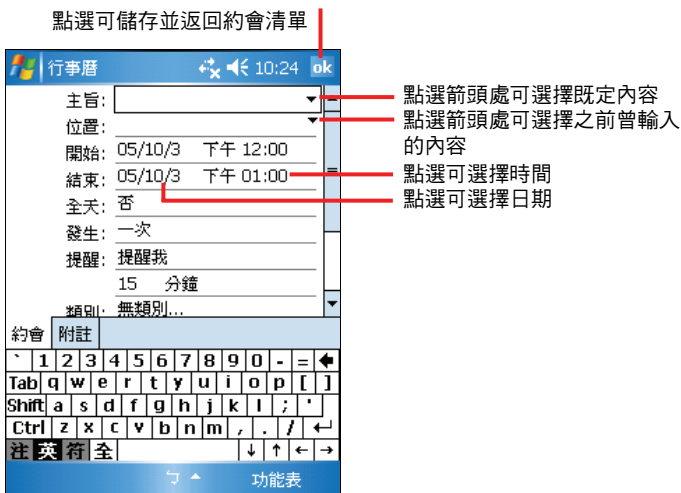 點選可儲存並返回約會清單
行事曆 10:24 ok
主旨:
點選箭頭處可選擇既定內容
位置:
點選箭頭處可選擇之前曾輸入
的內容
開始: 05/10/3 下午 12:00
結束: 05/10/3 下午 01:00
點選可選擇時間
點選可選擇日期
全天: 否
發生: 一次
提醒: 提醒我
15 分鐘
類別: 無類別...
約會 附註
` 1 2 3 4 5 6 7 8 9 0 - =
Tab q w e r t y u i o p [ ]
Shift a s d f g h j k l ; '
Ctrl z x c v b n m , . /
注 英 符 全 ↓ ↑ ← →
ㄅ 功能表